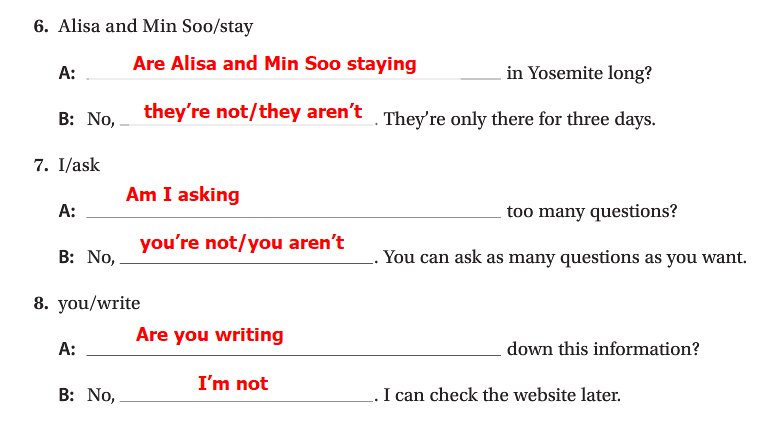 6. Alisa and Min Soo/stay
A: Are Alisa and Min Soo staying in Yosemite long?
B: No, they’re not/they aren’t. They’re only there for three days.
7. I/ask
A: Am I asking too many questions?
B: No, you’re not/you aren’t. You can ask as many questions as you want.
8. you/write
A: Are you writing down this information?
B: No, I’m not. I can check the website later.